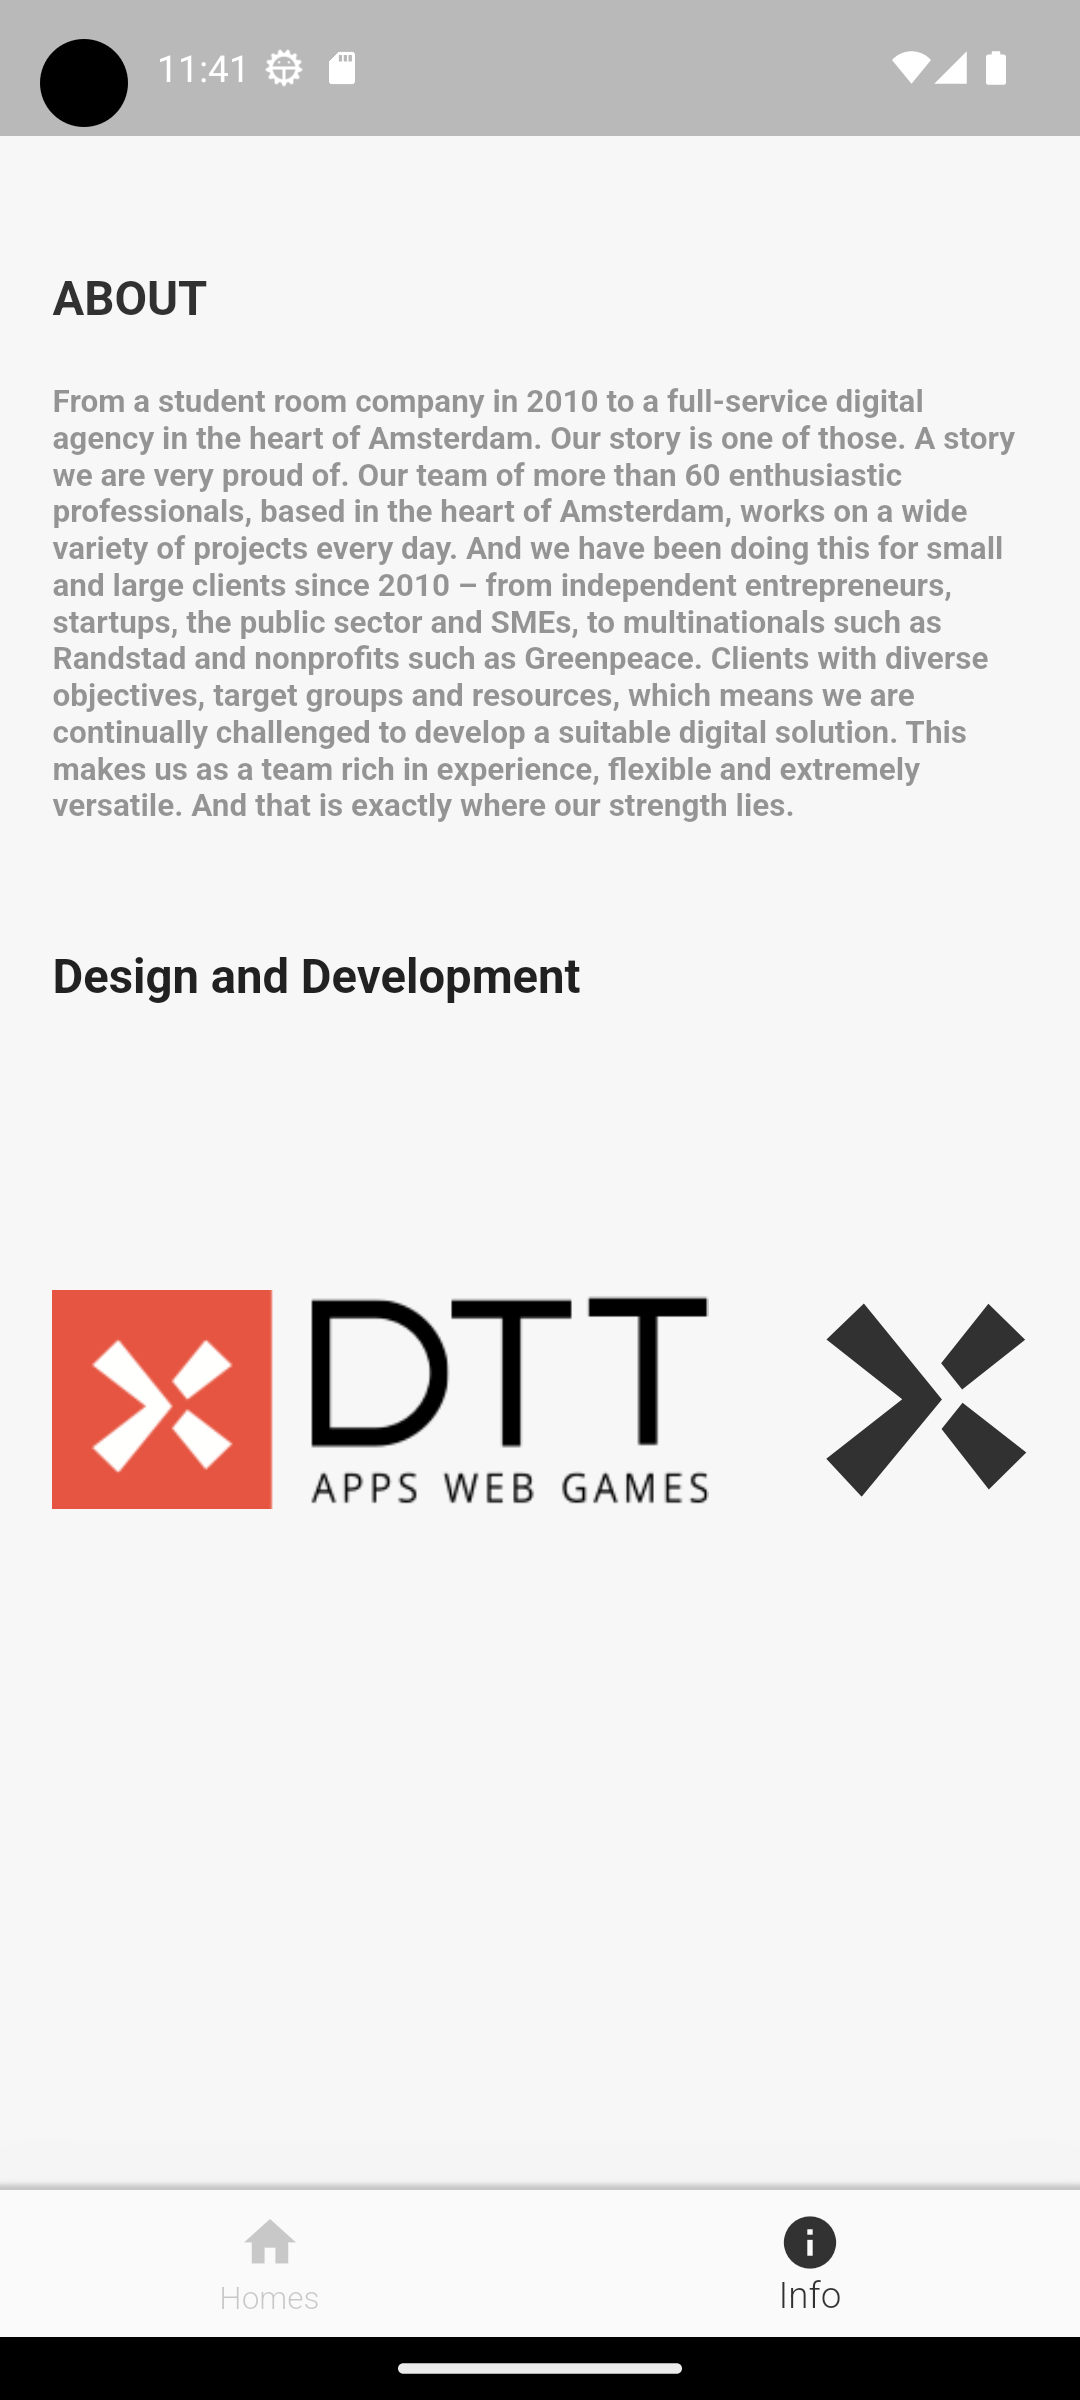 11:41
ABOUT
From a student room company in 2010 to a full-service digital
agency in the heart of Amsterdam. Our story is one of those. A story
we are very proud of. Our team of more than 60 enthusiastic
professionals, based in the heart of Amsterdam, works on a wide
variety of projects every day. And we have been doing this for small
and large clients since 2010 – from independent entrepreneurs,
startups, the public sector and SMEs, to multinationals such as
Randstad and nonprofits such as Greenpeace. Clients with diverse
objectives, target groups and resources, which means we are
continually challenged to develop a suitable digital solution. This
makes us as a team rich in experience, flexible and extremely
versatile. And that is exactly where our strength lies.
Design and Development
DTT
APPS WEB GAMES
Homes
Info